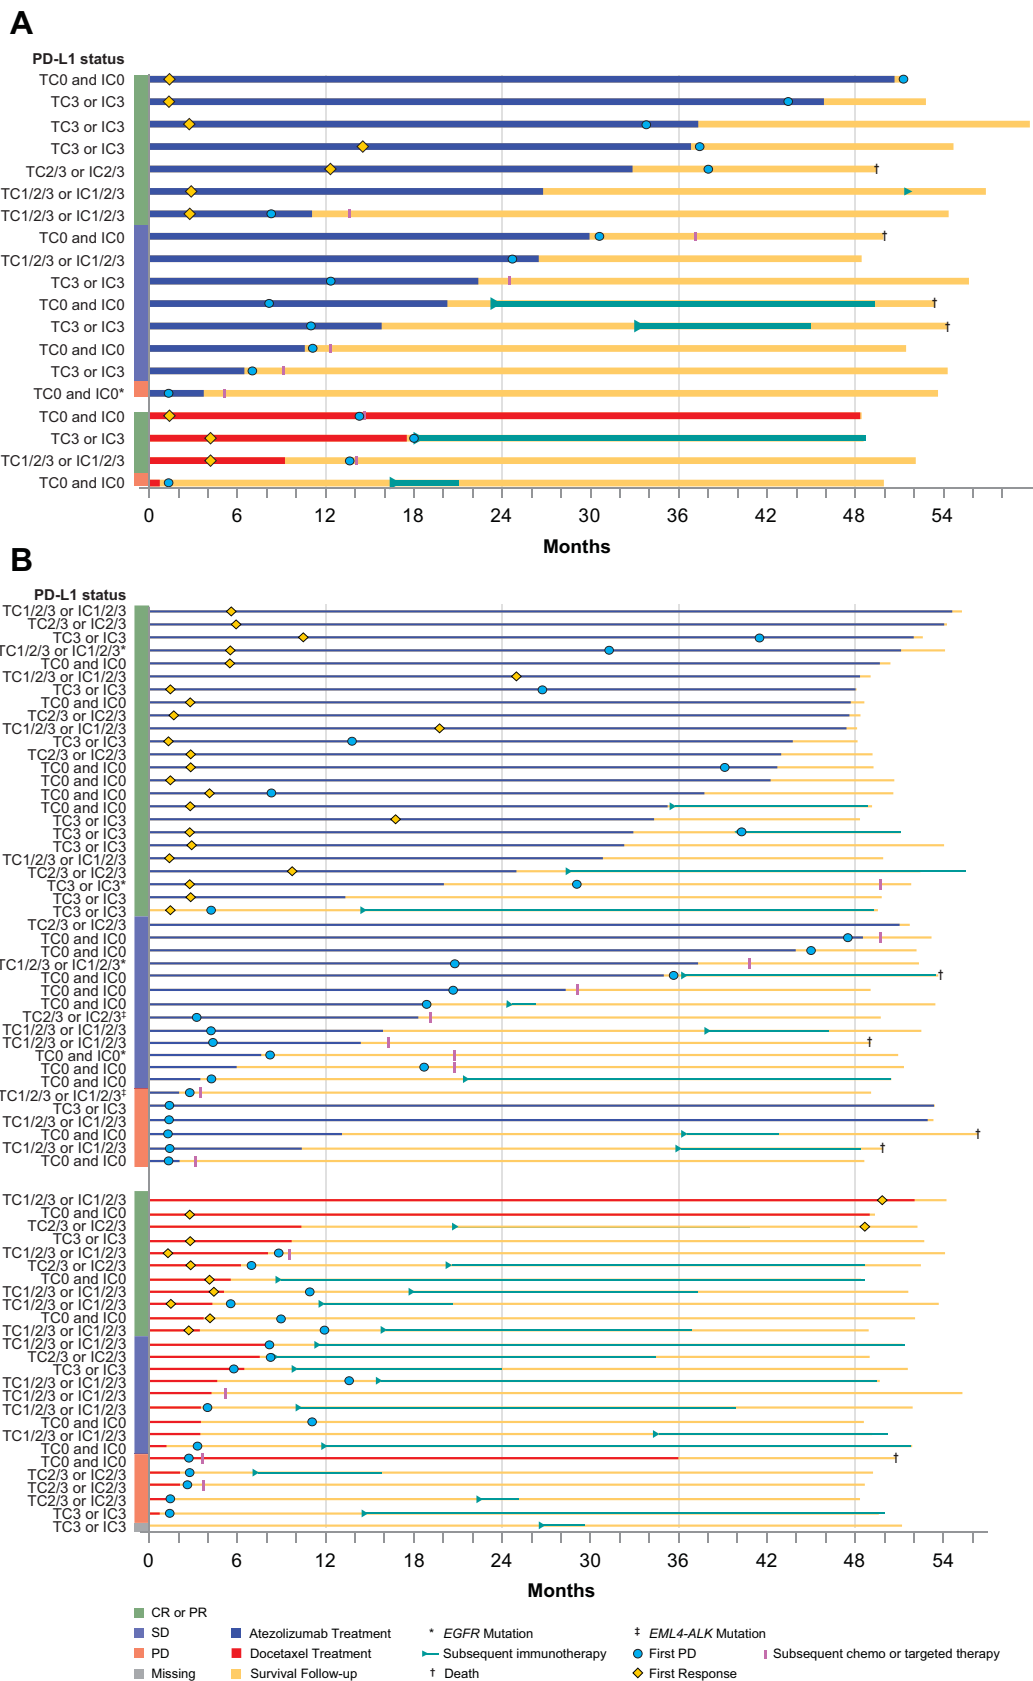 A
PD-L1 status
TC0 and IC0
TC3 or IC3
TC3 or IC3
TC3 or IC3
TC2/3 or IC2/3 †
TC1/2/3 or IC1/2/3
TC1/2/3 or IC1/2/3
TC0 and IC0 †
TC1/2/3 or IC1/2/3
TC3 or IC3
TC0 and IC0 †
TC3 or IC3 †
TC0 and IC0
TC3 or IC3
TC0 and IC0*
TC0 and IC0
TC3 or IC3
TC1/2/3 or IC1/2/3
TC0 and IC0
0 6 12 18 24 30 36 42 48 54
Months
B
PD-L1 status
TC1/2/3 or IC1/2/3
TC2/3 or IC2/3
TC3 or IC3
TC1/2/3 or IC1/2/3*
TC0 and IC0
TC1/2/3 or IC1/2/3
TC3 or IC3
TC0 and IC0
TC2/3 or IC2/3
TC1/2/3 or IC1/2/3
TC3 or IC3
TC2/3 or IC2/3
TC0 and IC0
TC0 and IC0
TC0 and IC0
TC0 and IC0
TC3 or IC3
TC3 or IC3
TC3 or IC3
TC1/2/3 or IC1/2/3
TC2/3 or IC2/3
TC3 or IC3*
TC3 or IC3
TC3 or IC3
TC2/3 or IC2/3
TC0 and IC0
TC0 and IC0
TC1/2/3 or IC1/2/3*
TC0 and IC0 †
TC0 and IC0
TC0 and IC0
TC2/3 or IC2/3‡
TC1/2/3 or IC1/2/3
TC1/2/3 or IC1/2/3 †
TC0 and IC0*
TC0 and IC0
TC0 and IC0
TC1/2/3 or IC1/2/3‡
TC3 or IC3
TC1/2/3 or IC1/2/3
TC0 and IC0 †
TC1/2/3 or IC1/2/3 †
TC0 and IC0
TC1/2/3 or IC1/2/3
TC0 and IC0
TC2/3 or IC2/3
TC3 or IC3
TC1/2/3 or IC1/2/3
TC2/3 or IC2/3
TC0 and IC0
TC1/2/3 or IC1/2/3
TC1/2/3 or IC1/2/3
TC0 and IC0
TC1/2/3 or IC1/2/3
TC1/2/3 or IC1/2/3
TC2/3 or IC2/3
TC3 or IC3
TC1/2/3 or IC1/2/3
TC1/2/3 or IC1/2/3
TC1/2/3 or IC1/2/3
TC0 and IC0
TC1/2/3 or IC1/2/3
TC0 and IC0
TC0 and IC0 †
TC2/3 or IC2/3
TC2/3 or IC2/3
TC2/3 or IC2/3
TC3 or IC3
TC3 or IC3
0 6 12 18 24 30 36 42 48 54
Months
CR or PR
SD Atezolizumab Treatment * EGFR Mutation ‡ EML4-ALK Mutation
PD Docetaxel Treatment Subsequent immunotherapy First PD Subsequent chemo or targeted therapy
Missing Survival Follow-up † Death First Response